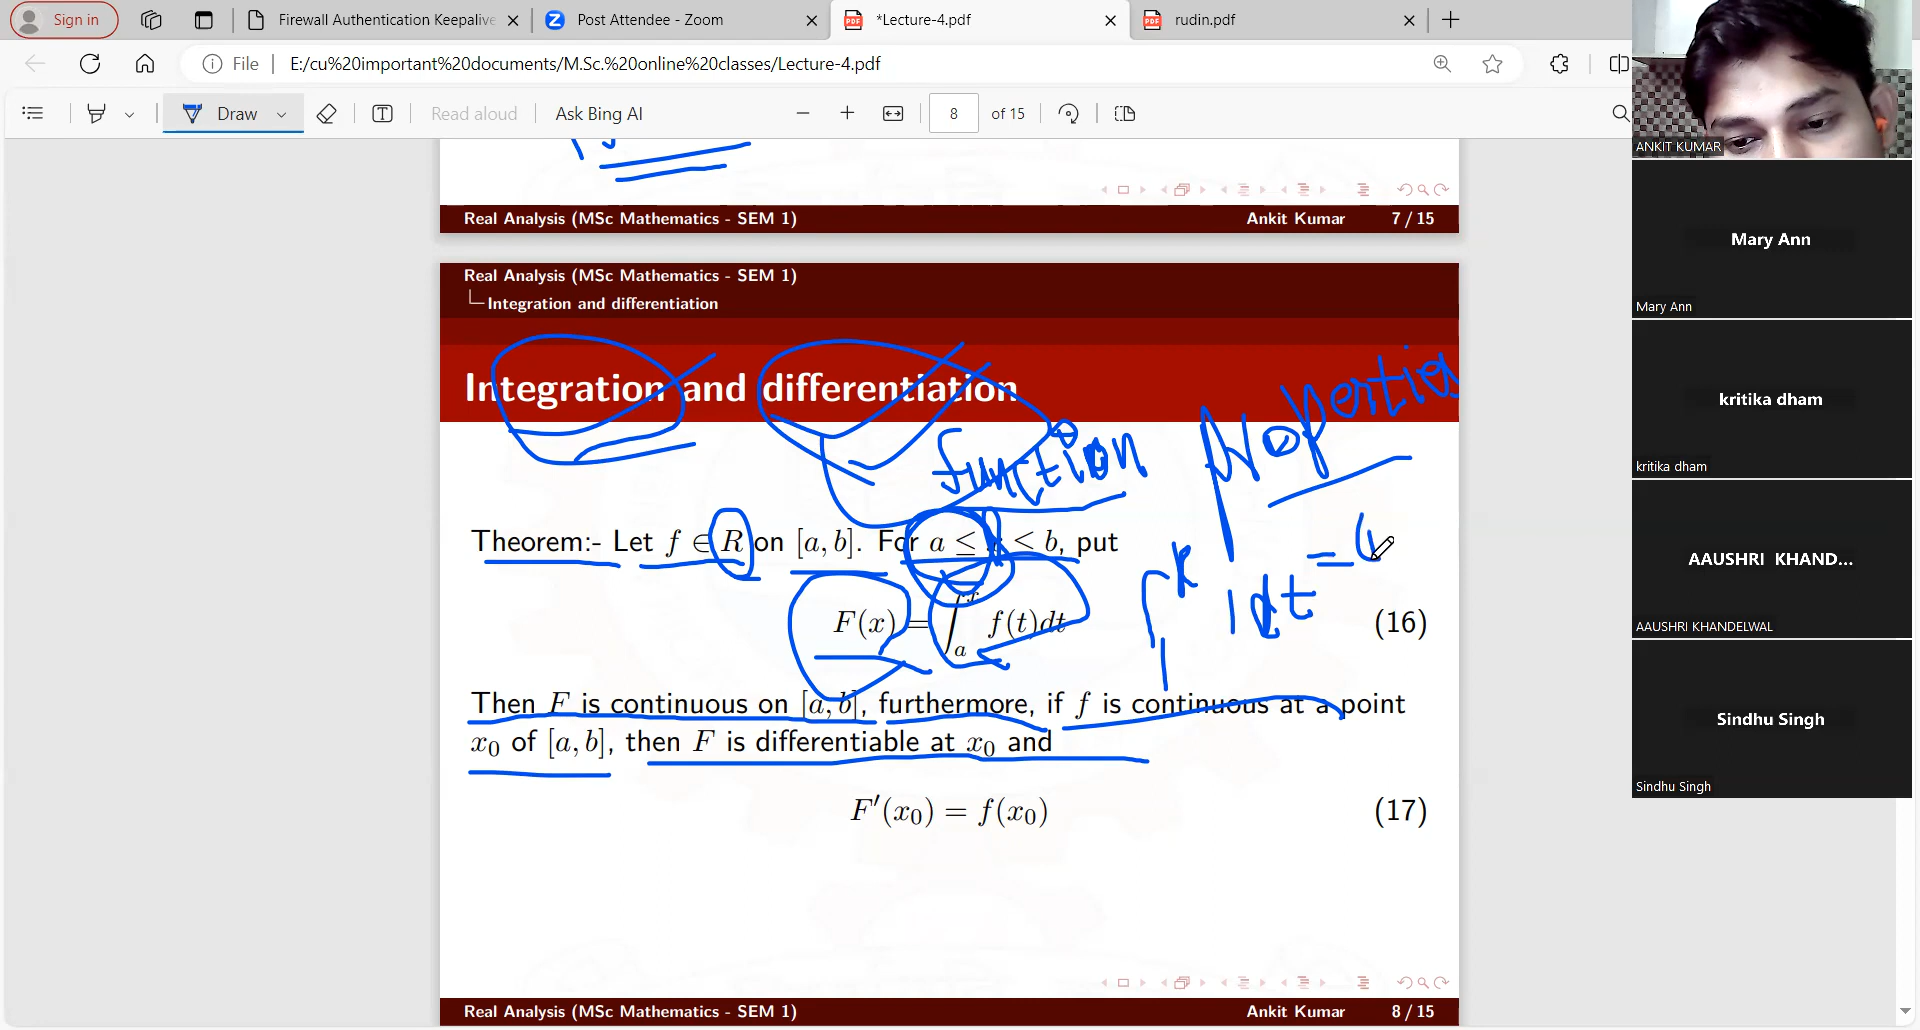 Sign in
Firewall Authentication Keepalive
Post Attendee - Zoom
*Lecture-4.pdf
rudin.pdf
File
E:/cu%20important%20documents/M.Sc.%20online%20classes/Lecture-4.pdf
Draw
Read aloud
Ask Bing AI
8 of 15
Real Analysis (MSc Mathematics - SEM 1) Ankit Kumar 7 / 15
Real Analysis (MSc Mathematics - SEM 1)
Integration and differentiation
Integration and differentiation
Properties
function
Theorem:- Let f ∈ R on [a, b]. For a ≤ x ≤ b, put
F(x) = ∫ₐˣ f(t)dt (16)
1dt =
Then F is continuous on [a, b], furthermore, if f is continuous at a point
x₀ of [a, b], then F is differentiable at x₀ and
F′(x₀) = f(x₀) (17)
Real Analysis (MSc Mathematics - SEM 1) Ankit Kumar 8 / 15
ANKIT KUMAR
Mary Ann
Mary Ann
kritika dham
kritika dham
AAUSHRI KHAND...
AAUSHRI KHANDELWAL
Sindhu Singh
Sindhu Singh